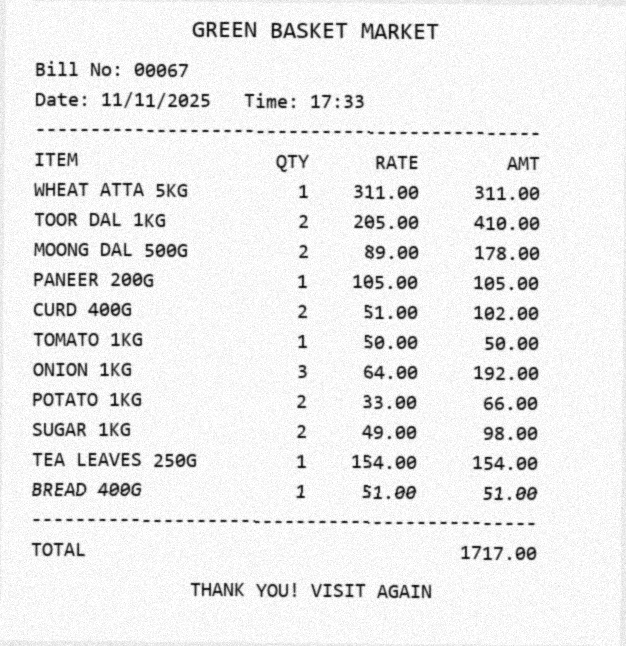 GREEN BASKET MARKET
Bill No: 00067
Date: 11/11/2025 Time: 17:33
------------------------------------------------
ITEM QTY RATE AMT
WHEAT ATTA 5KG 1 311.00 311.00
TOOR DAL 1KG 2 205.00 410.00
MOONG DAL 500G 2 89.00 178.00
PANEER 200G 1 105.00 105.00
CURD 400G 2 51.00 102.00
TOMATO 1KG 1 50.00 50.00
ONION 1KG 3 64.00 192.00
POTATO 1KG 2 33.00 66.00
SUGAR 1KG 2 49.00 98.00
TEA LEAVES 250G 1 154.00 154.00
BREAD 400G 1 51.00 51.00
------------------------------------------------
TOTAL 1717.00
THANK YOU! VISIT AGAIN